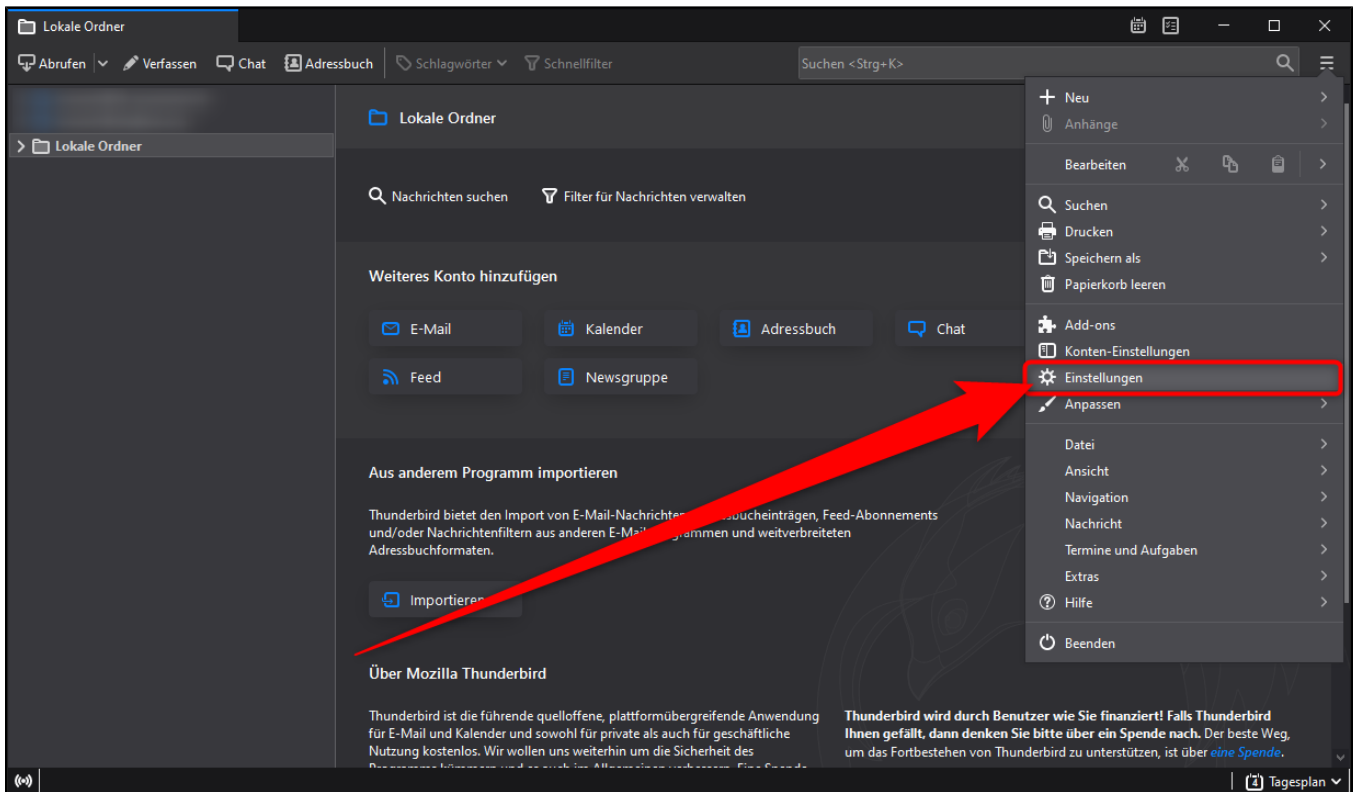 Lokale Ordner
Abrufen Verfassen Chat Adressbuch Schlagwörter Schnellfilter Suchen <Strg+K>
Lokale Ordner
Lokale Ordner
Nachrichten suchen Filter für Nachrichten verwalten
Weiteres Konto hinzufügen
E-Mail Kalender Adressbuch Chat
Feed Newsgruppe
Aus anderem Programm importieren
Thunderbird bietet den Import von E-Mail-Nachrichten, Feed-Abonnements
und/oder Nachrichtenfiltern aus anderen und weitverbreiteten
Adressbuchformaten.
Importieren
Über Mozilla Thunderbird
Thunderbird ist die führende quelloffene, plattformübergreifende Anwendung
für E-Mail und Kalender und sowohl für private als auch für geschäftliche
Nutzung kostenlos. Wir wollen uns weiterhin um die Sicherheit des
Thunderbird wird durch Benutzer wie Sie finanziert! Falls Thunderbird
Ihnen gefällt, dann denken Sie bitte über ein Spende nach. Der beste Weg,
um das Fortbestehen von Thunderbird zu unterstützen, ist über eine Spende.
Neu
Anhänge
Bearbeiten
Suchen
Drucken
Speichern als
Papierkorb leeren
Add-ons
Konten-Einstellungen
Einstellungen
Anpassen
Datei
Ansicht
Navigation
Nachricht
Termine und Aufgaben
Extras
Hilfe
Beenden
4 Tagesplan